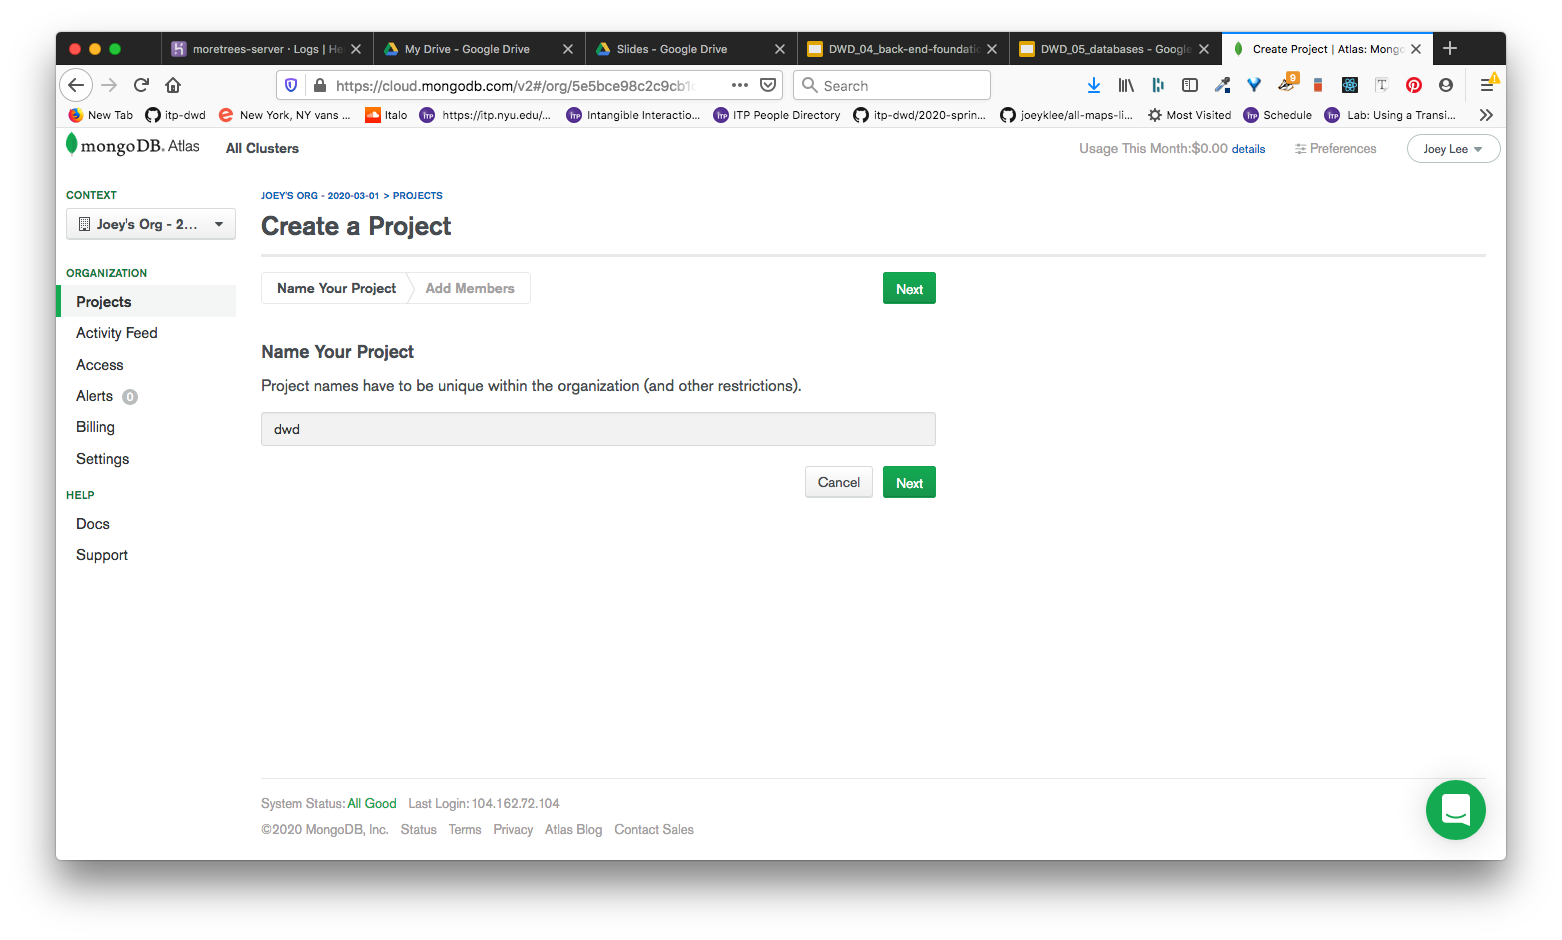 moretrees-server · Logs | He
My Drive - Google Drive
Slides - Google Drive
DWD_04_back-end-foundati
DWD_05_databases - Google
Create Project | Atlas: Mongo
https://cloud.mongodb.com/v2#/org/5e5bce98c2c9cb1
Search
9
New Tab
itp-dwd
New York, NY vans ...
Italo
https://itp.nyu.edu/...
Intangible Interactio...
ITP People Directory
itp-dwd/2020-sprin...
joeyklee/all-maps-li...
Most Visited
Schedule
Lab: Using a Transi...
mongoDB. Atlas
All Clusters
Usage This Month:$0.00 details
Preferences
Joey Lee
CONTEXT
Joey's Org - 2...
ORGANIZATION
Projects
Activity Feed
Access
Alerts 0
Billing
Settings
HELP
Docs
Support
JOEY'S ORG - 2020-03-01 > PROJECTS
Create a Project
Name Your Project
Add Members
Next
Name Your Project
Project names have to be unique within the organization (and other restrictions).
dwd
Cancel
Next
System Status: All Good Last Login: 104.162.72.104
©2020 MongoDB, Inc. Status Terms Privacy Atlas Blog Contact Sales